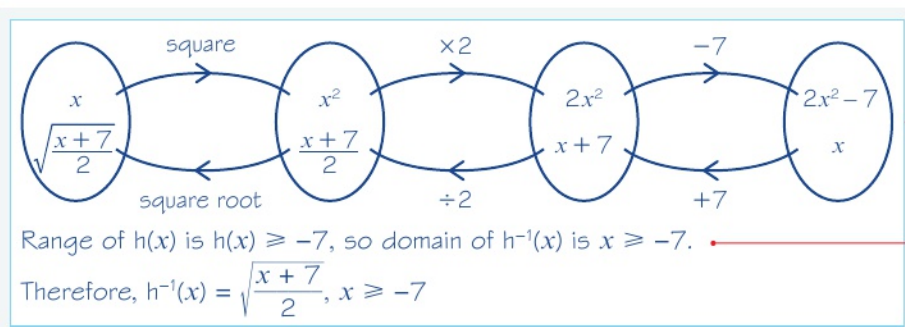 square ×2 −7
x x² 2x² 2x² − 7
√((x + 7)/2) (x + 7)/2 x + 7 x
square root ÷2 +7
Range of h(x) is h(x) ⩾ −7, so domain of h⁻¹(x) is x ⩾ −7.
Therefore, h⁻¹(x) = √((x + 7)/2), x ⩾ −7